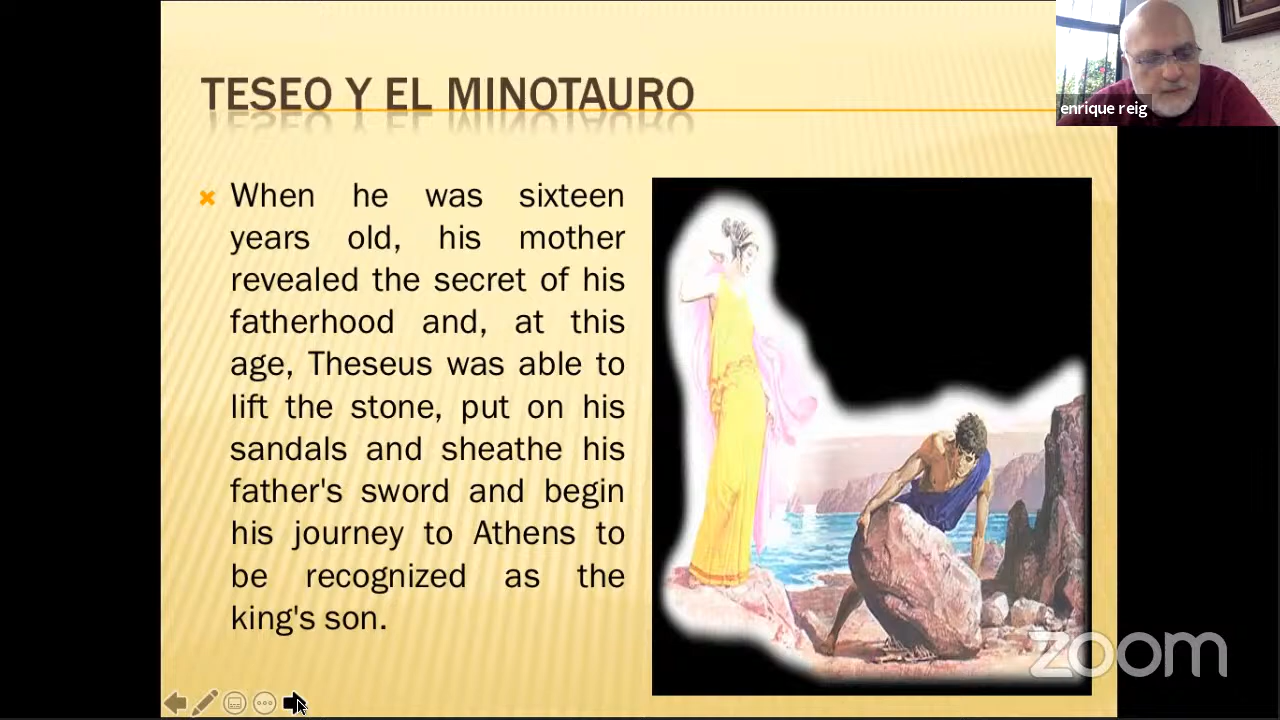 TESEO Y EL MINOTAURO
enrique reig
When he was sixteen
years old, his mother
revealed the secret of his
fatherhood and, at this
age, Theseus was able to
lift the stone, put on his
sandals and sheathe his
father's sword and begin
his journey to Athens to
be recognized as the
king's son.
zoom